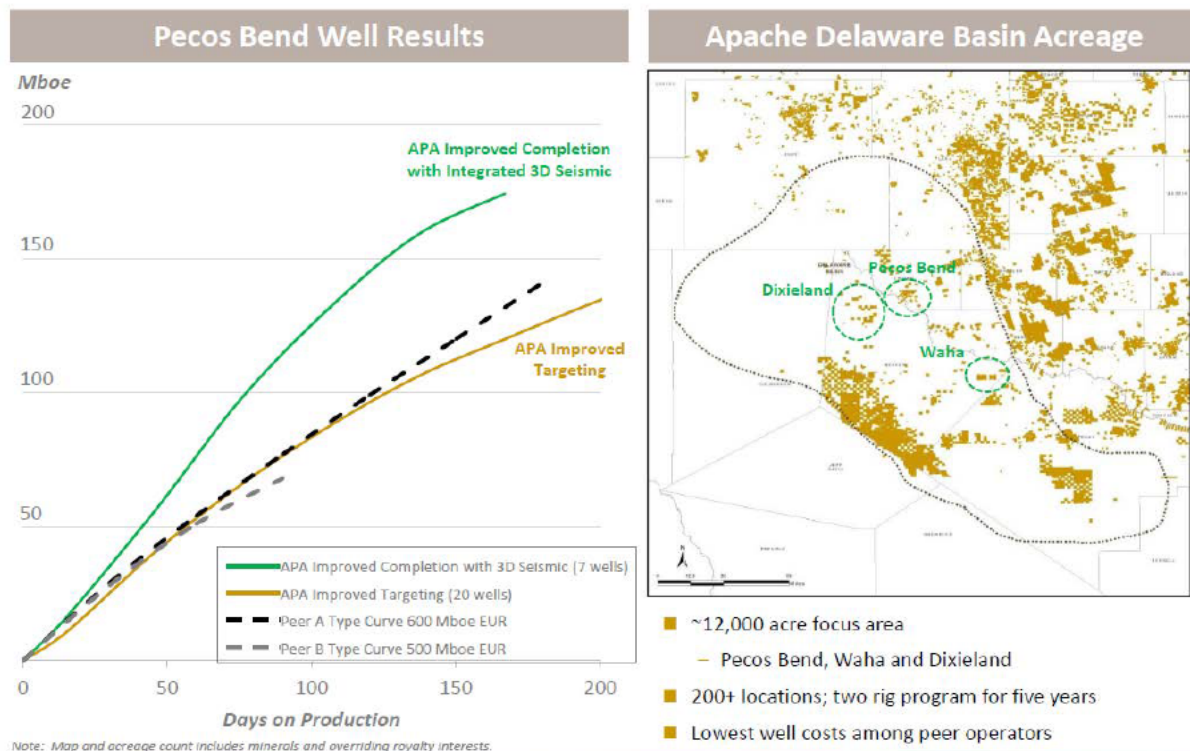 Pecos Bend Well Results
Mboe
200
150
100
50
0
50
100
150
200
APA Improved Completion
with Integrated 3D Seismic
APA Improved
Targeting
APA Improved Completion with 3D Seismic (7 wells)
APA Improved Targeting (20 wells)
Peer A Type Curve 600 Mboe EUR
Peer B Type Curve 500 Mboe EUR
Days on Production
Note: Map and acreage count includes minerals and overriding royalty interests.
Apache Delaware Basin Acreage
Pecos Bend
Dixieland
Waha
N
■ ~12,000 acre focus area
– Pecos Bend, Waha and Dixieland
■ 200+ locations; two rig program for five years
■ Lowest well costs among peer operators